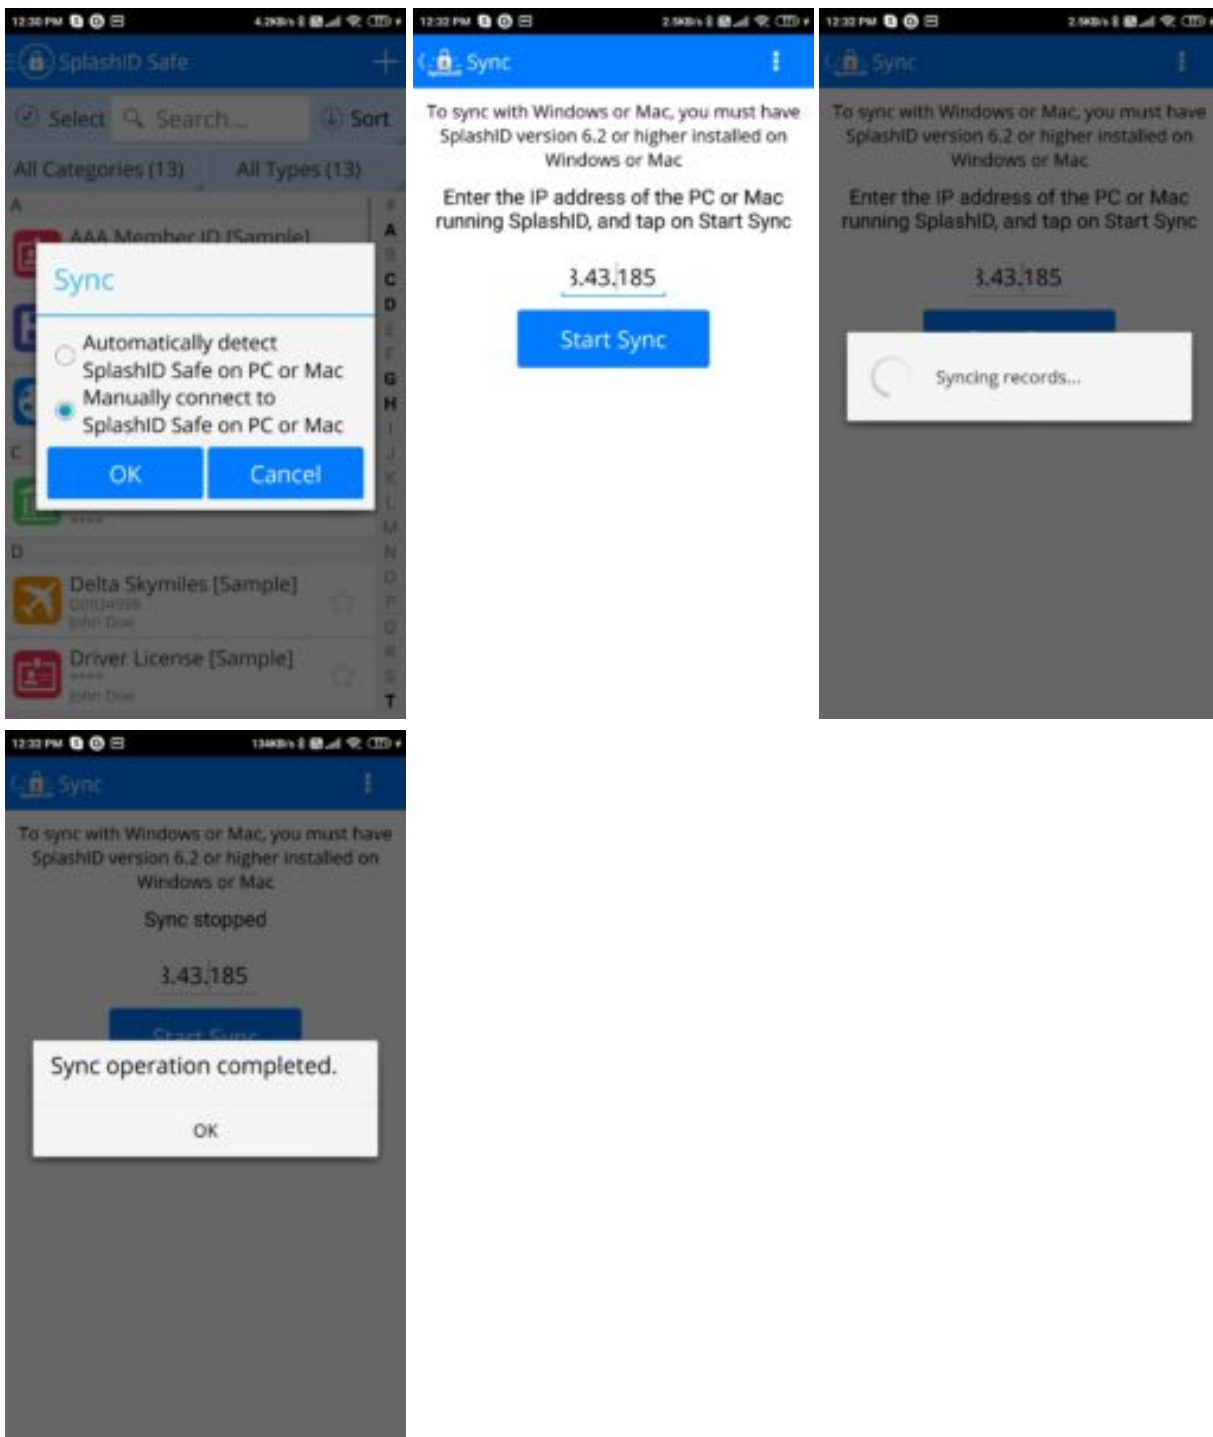 12:30 PM
4.2KB/s
SplashID Safe
Select
Search...
Sort
All Categories (13)
All Types (13)
A
AAA Member ID [Sample]
Sync
Automatically detect
SplashID Safe on PC or Mac
Manually connect to
SplashID Safe on PC or Mac
OK
Cancel
C
****
D
Delta Skymiles [Sample]
John Doe
Driver License [Sample]
****
John Doe
#
A
B
C
D
E
F
G
H
I
J
K
L
M
N
O
P
Q
R
S
T
12:32 PM
2.5KB/s
Sync
To sync with Windows or Mac, you must have
SplashID version 6.2 or higher installed on
Windows or Mac
Enter the IP address of the PC or Mac
running SplashID, and tap on Start Sync
.43.185
Start Sync
12:32 PM
2.5KB/s
Sync
To sync with Windows or Mac, you must have
SplashID version 6.2 or higher installed on
Windows or Mac
Enter the IP address of the PC or Mac
running SplashID, and tap on Start Sync
.43.185
Syncing records...
12:32 PM
134KB/s
Sync
To sync with Windows or Mac, you must have
SplashID version 6.2 or higher installed on
Windows or Mac
Sync stopped
.43.185
Start Sync
Sync operation completed.
OK